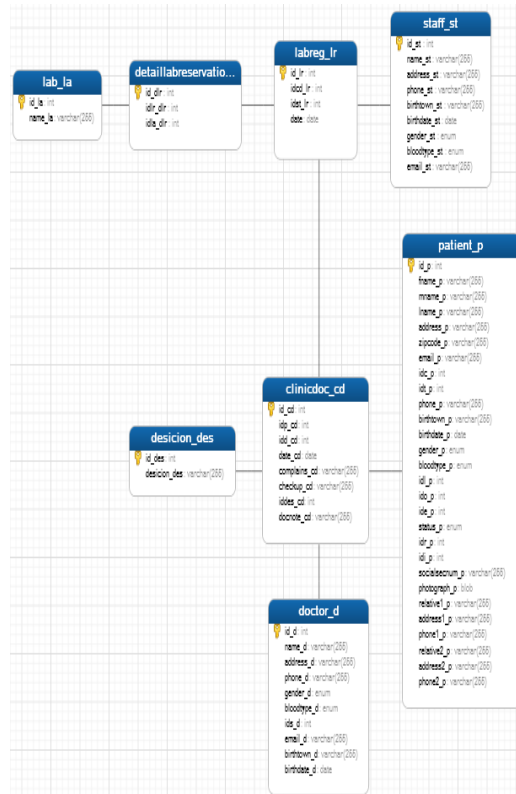 staff_st
id_st : int
name_st : varchar(255)
address_st : varchar(255)
phone_st : varchar(255)
birthtown_st : varchar(255)
birthdate_st : date
gender_st : enum
bloodtype_st : enum
email_st : varchar(255)
labreg_lr
id_lr : int
idcd_lr : int
idst_lr : int
date : date
detaillabreservatio...
id_dlr : int
idlr_dlr : int
idla_dlr : int
lab_la
id_la : int
name_la : varchar(255)
patient_p
id_p : int
fname_p : varchar(255)
mname_p : varchar(255)
lname_p : varchar(255)
address_p : varchar(255)
zipcode_p : varchar(255)
email_p : varchar(255)
idc_p : int
idt_p : int
phone_p : varchar(255)
birthtown_p : varchar(255)
birthdate_p : date
gender_p : enum
bloodtype_p : enum
idl_p : int
ido_p : int
ide_p : int
status_p : enum
idr_p : int
idi_p : int
socialsecnum_p : varchar(255)
photograph_p : blob
relative1_p : varchar(255)
address1_p : varchar(255)
phone1_p : varchar(255)
relative2_p : varchar(255)
address2_p : varchar(255)
phone2_p : varchar(255)
clinicdoc_cd
id_cd : int
idp_cd : int
idd_cd : int
date_cd : date
complains_cd : varchar(255)
checkup_cd : varchar(255)
iddes_cd : int
docnote_cd : varchar(255)
desicion_des
id_des : int
desicion_des : varchar(255)
doctor_d
id_d : int
name_d : varchar(255)
address_d : varchar(255)
phone_d : varchar(255)
gender_d : enum
bloodtype_d : enum
ids_d : int
email_d : varchar(255)
birthtown_d : varchar(255)
birthdate_d : date